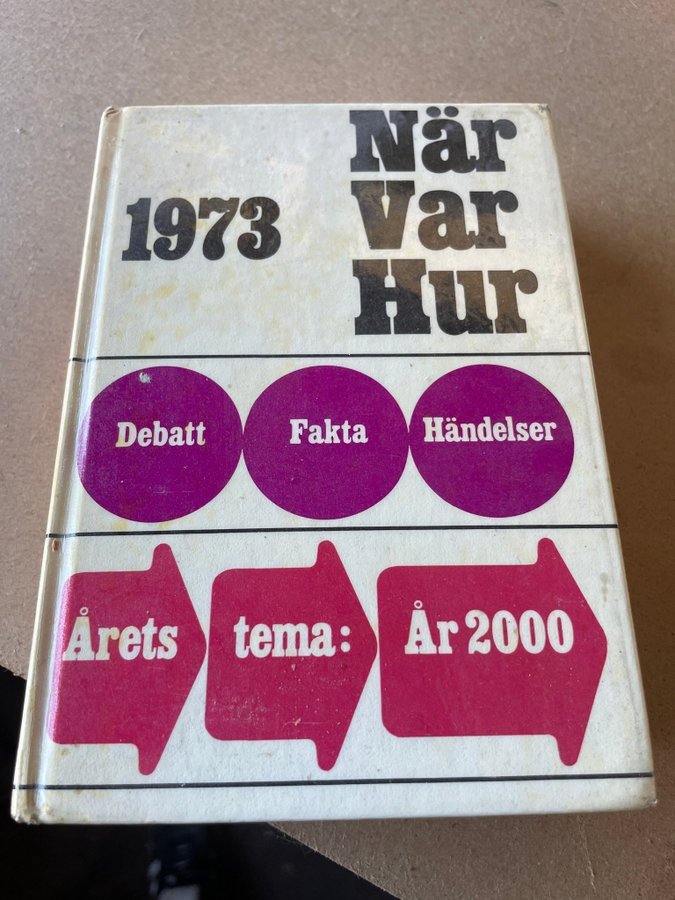 1973
När
Var
Hur
Debatt
Fakta
Händelser
Årets tema: År 2000